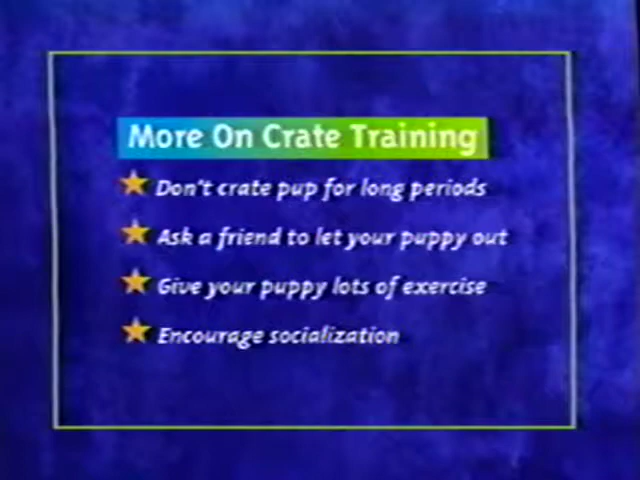 More On Crate Training
Don't crate pup for long periods
Ask a friend to let your puppy out
Give your puppy lots of exercise
Encourage socialization